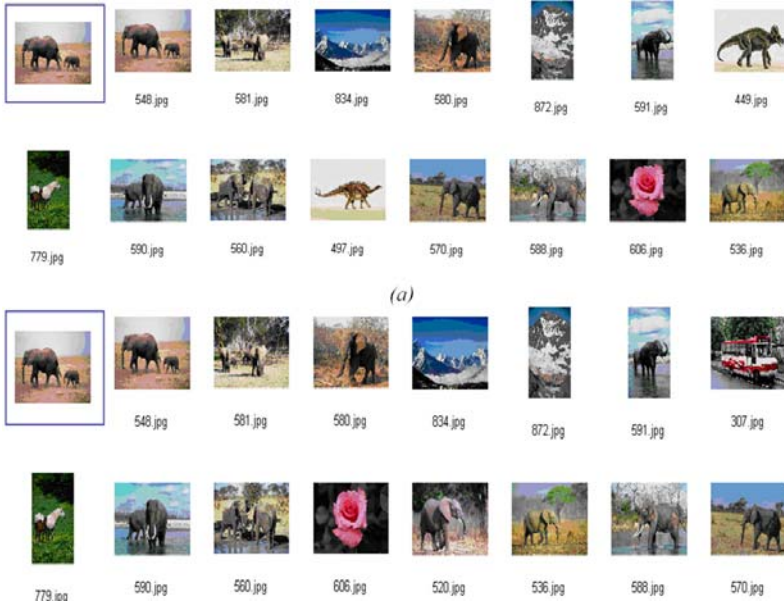 548.jpg 581.jpg 834.jpg 580.jpg 872.jpg 591.jpg 449.jpg
779.jpg 590.jpg 560.jpg 497.jpg 570.jpg 588.jpg 606.jpg 536.jpg
(a)
548.jpg 581.jpg 580.jpg 834.jpg 872.jpg 591.jpg 307.jpg
779.jpg 590.jpg 560.jpg 606.jpg 520.jpg 536.jpg 588.jpg 570.jpg